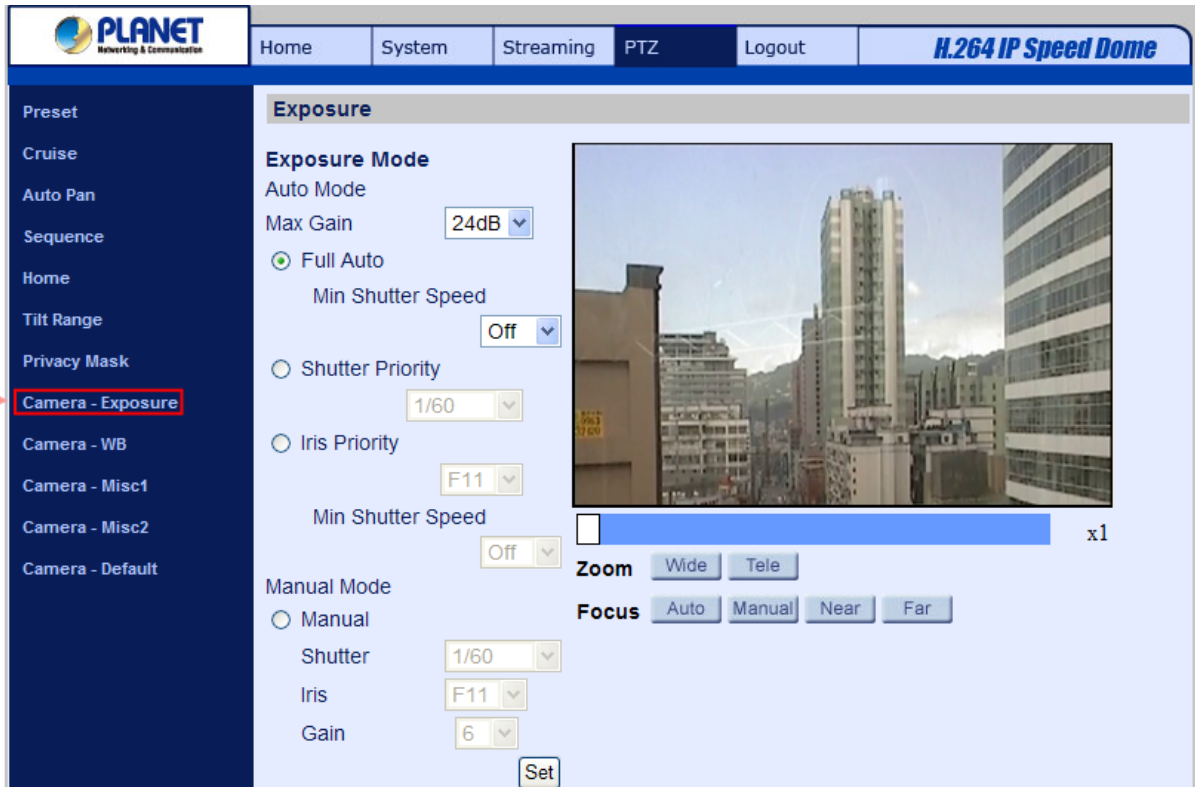 PLANET
Networking & Communication
Home System Streaming PTZ Logout H.264 IP Speed Dome
Preset
Cruise
Auto Pan
Sequence
Home
Tilt Range
Privacy Mask
Camera - Exposure
Camera - WB
Camera - Misc1
Camera - Misc2
Camera - Default
Exposure
Exposure Mode
Auto Mode
Max Gain 24dB
Full Auto
Min Shutter Speed
Off
Shutter Priority
1/60
Iris Priority
F11
Min Shutter Speed
Off
Manual Mode
Manual
Shutter 1/60
Iris F11
Gain 6
Set
x1
Zoom Wide Tele
Focus Auto Manual Near Far